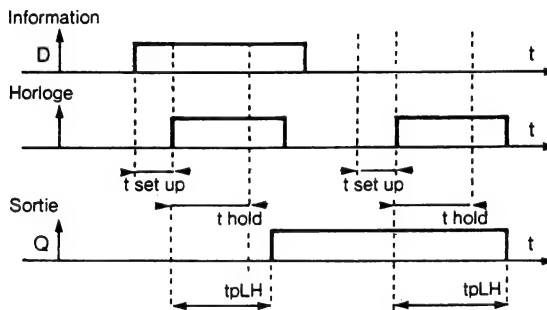 Information
D
t
Horloge
t
t set up
t set up
Sortie
t hold
t hold
Q
t
tpLH
tpLH